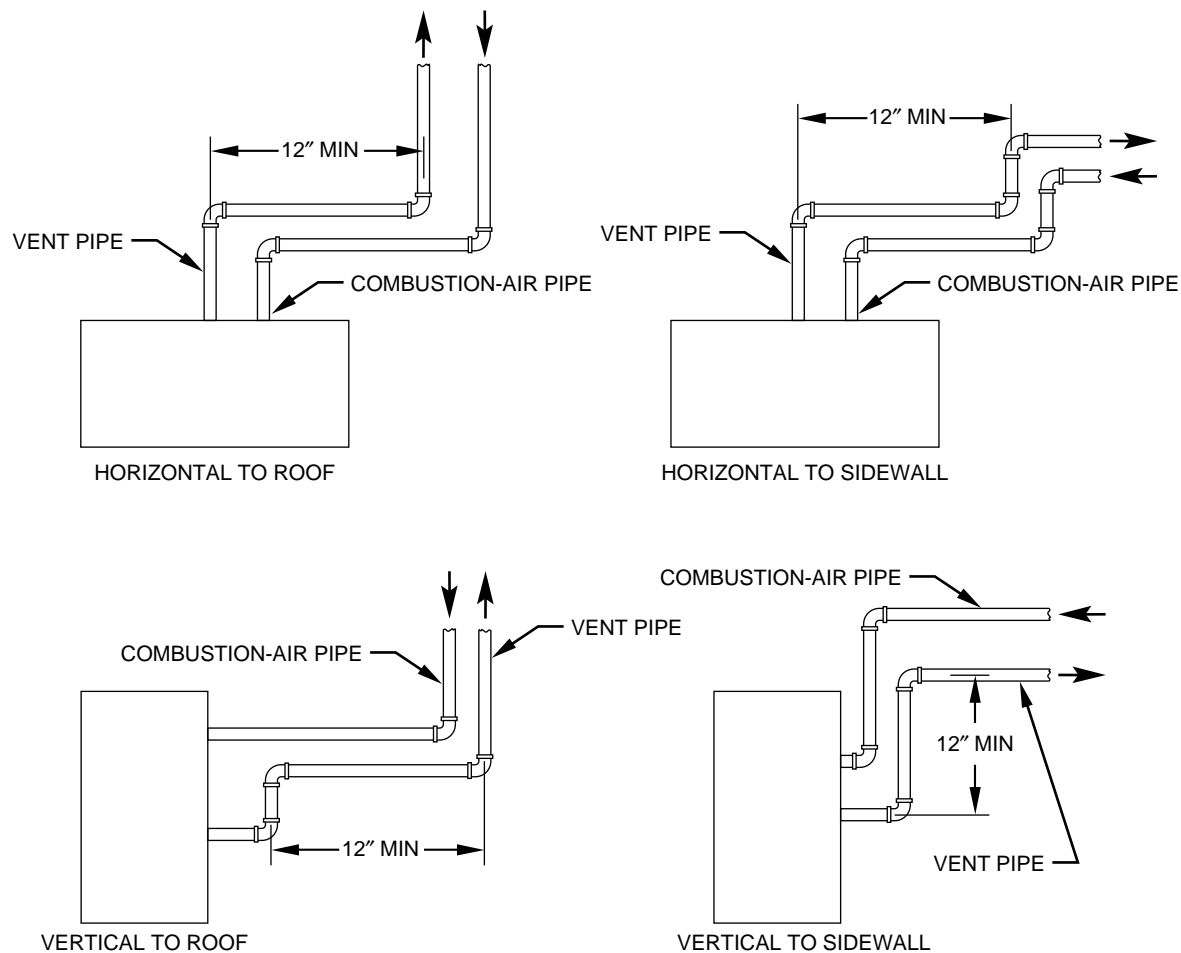 12″ MIN
VENT PIPE
COMBUSTION-AIR PIPE
HORIZONTAL TO ROOF
12″ MIN
VENT PIPE
COMBUSTION-AIR PIPE
HORIZONTAL TO SIDEWALL
COMBUSTION-AIR PIPE
VENT PIPE
12″ MIN
VERTICAL TO ROOF
COMBUSTION-AIR PIPE
12″ MIN
VENT PIPE
VERTICAL TO SIDEWALL